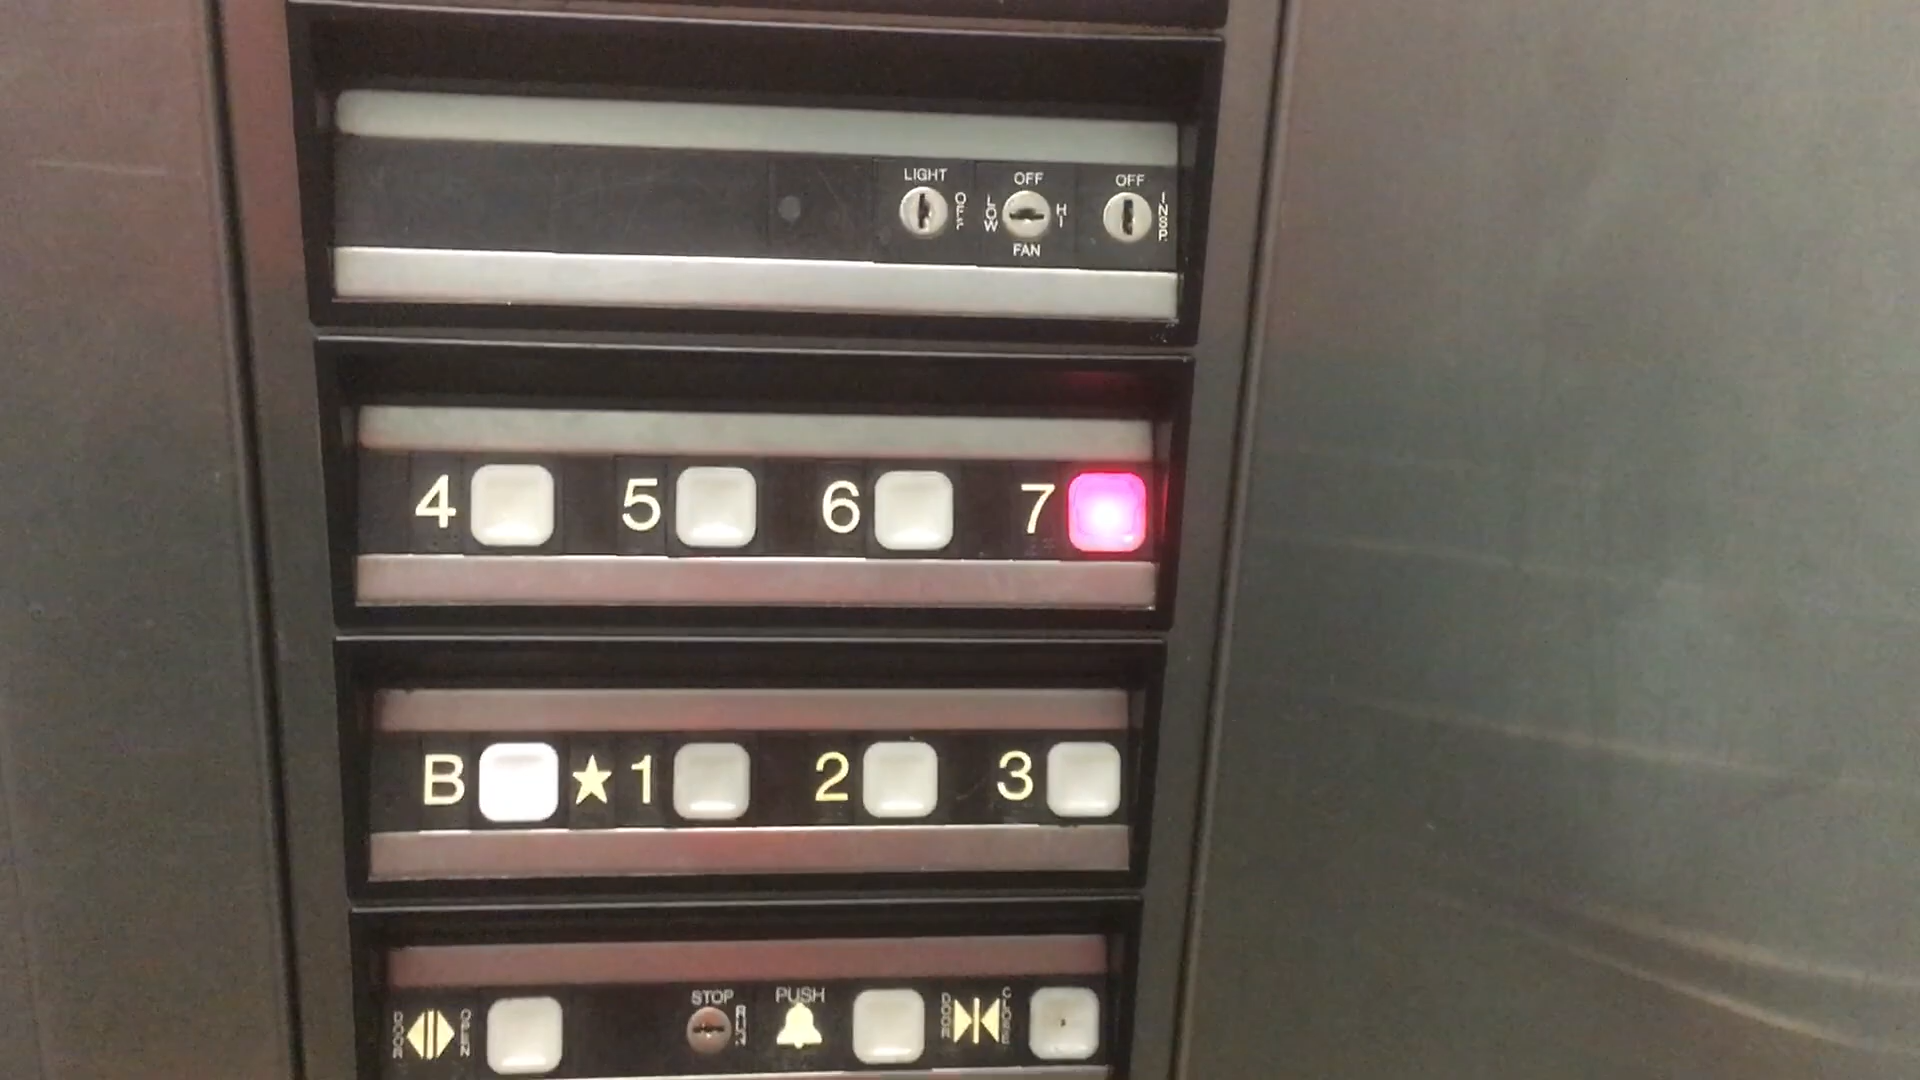 LIGHT
OFF
OFF
LOW
HI
FAN
OFF
INSP.
4 5 6 7
B ★1 2 3
DOOR
OPEN
STOP
RUN
PUSH
DOOR
CLOSE